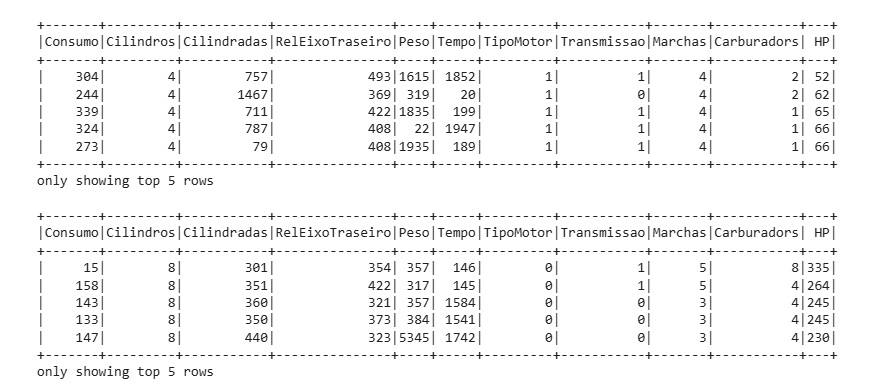 +-------+---------+-----------+---------------+----+-----+---------+-----------+-------+-----------+---+
|Consumo|Cilindros|Cilindradas|RelEixoTraseiro|Peso|Tempo|TipoMotor|Transmissao|Marchas|Carburadors| HP|
+-------+---------+-----------+---------------+----+-----+---------+-----------+-------+-----------+---+
|    304|        4|        757|            493|1615| 1852|        1|          1|      4|          2| 52|
|    244|        4|       1467|            369| 319|   20|        1|          0|      4|          2| 62|
|    339|        4|        711|            422|1835|  199|        1|          1|      4|          1| 65|
|    324|        4|        787|            408|  22| 1947|        1|          1|      4|          1| 66|
|    273|        4|         79|            408|1935|  189|        1|          1|      4|          1| 66|
+-------+---------+-----------+---------------+----+-----+---------+-----------+-------+-----------+---+
only showing top 5 rows
+-------+---------+-----------+---------------+----+-----+---------+-----------+-------+-----------+---+
|Consumo|Cilindros|Cilindradas|RelEixoTraseiro|Peso|Tempo|TipoMotor|Transmissao|Marchas|Carburadors| HP|
+-------+---------+-----------+---------------+----+-----+---------+-----------+-------+-----------+---+
|     15|        8|        301|            354| 357|  146|        0|          1|      5|          8|335|
|    158|        8|        351|            422| 317|  145|        0|          1|      5|          4|264|
|    143|        8|        360|            321| 357| 1584|        0|          0|      3|          4|245|
|    133|        8|        350|            373| 384| 1541|        0|          0|      3|          4|245|
|    147|        8|        440|            323|5345| 1742|        0|          0|      3|          4|230|
+-------+---------+-----------+---------------+----+-----+---------+-----------+-------+-----------+---+
only showing top 5 rows